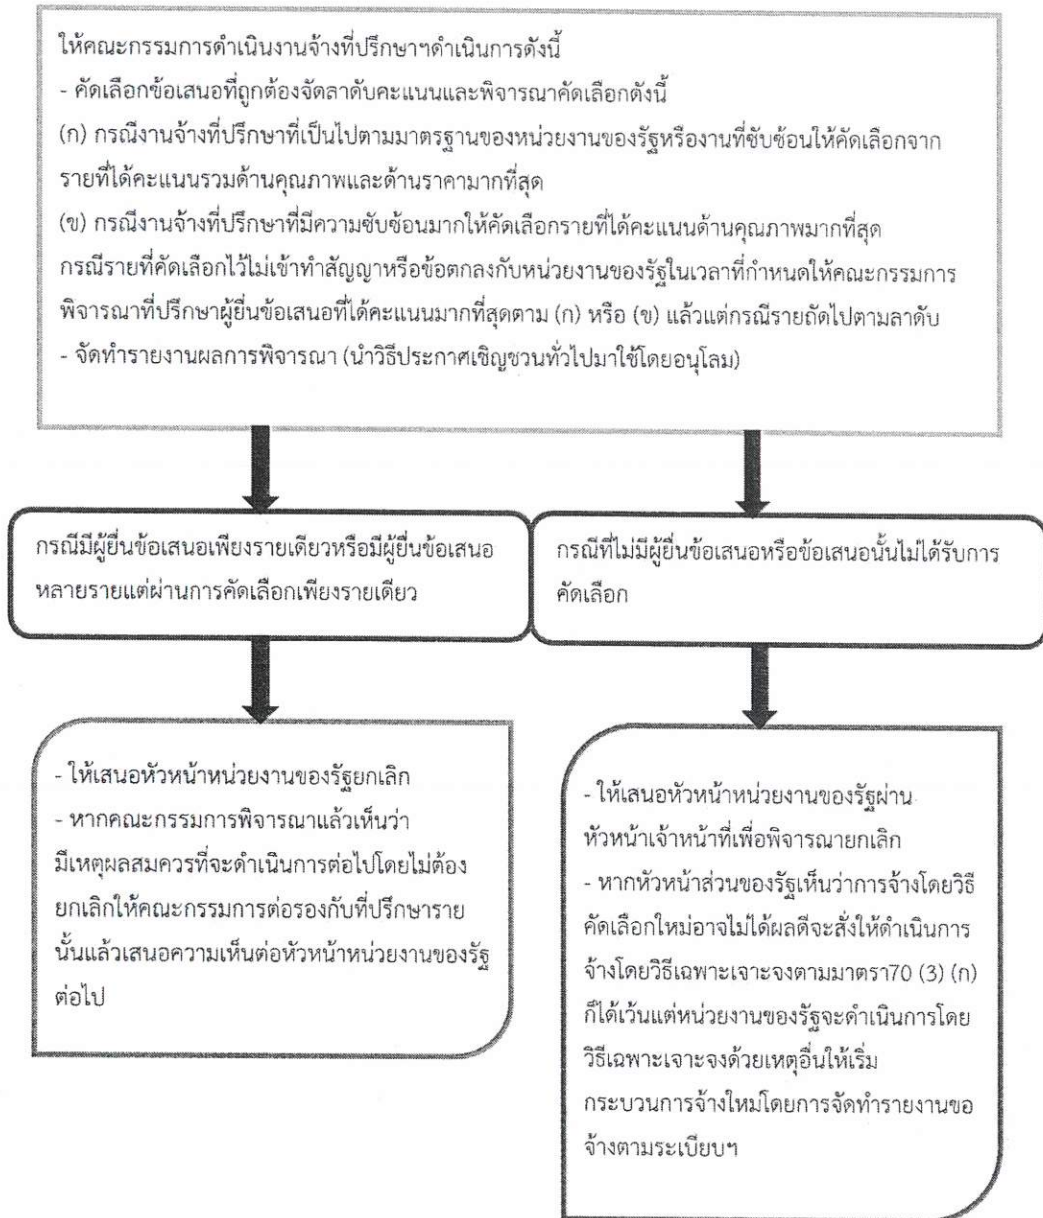 ให้คณะกรรมการดำเนินงานจ้างที่ปรึกษาฯดำเนินการดังนี้
- คัดเลือกข้อเสนอที่ถูกต้องจัดลาดับคะแนนและพิจารณาคัดเลือกดังนี้
(ก) กรณีงานจ้างที่ปรึกษาที่เป็นไปตามมาตรฐานของหน่วยงานของรัฐหรืองานที่ซับซ้อนให้คัดเลือกจาก
รายที่ได้คะแนนรวมด้านคุณภาพและด้านราคามากที่สุด
(ข) กรณีงานจ้างที่ปรึกษาที่มีความซับซ้อนมากให้คัดเลือกรายที่ได้คะแนนด้านคุณภาพมากที่สุด
กรณีรายที่คัดเลือกไว้ไม่เข้าทำสัญญาหรือข้อตกลงกับหน่วยงานของรัฐในเวลาที่กำหนดให้คณะกรรมการ
พิจารณาที่ปรึกษาผู้ยื่นข้อเสนอที่ได้คะแนนมากที่สุดตาม (ก) หรือ (ข) แล้วแต่กรณีรายถัดไปตามลาดับ
- จัดทำรายงานผลการพิจารณา (นำวิธีประกาศเชิญชวนทั่วไปมาใช้โดยอนุโลม)
กรณีมีผู้ยื่นข้อเสนอเพียงรายเดียวหรือมีผู้ยื่นข้อเสนอ
หลายรายแต่ผ่านการคัดเลือกเพียงรายเดียว
กรณีที่ไม่มีผู้ยื่นข้อเสนอหรือข้อเสนอนั้นไม่ได้รับการ
คัดเลือก
- ให้เสนอหัวหน้าหน่วยงานของรัฐยกเลิก
- หากคณะกรรมการพิจารณาแล้วเห็นว่า
มีเหตุผลสมควรที่จะดำเนินการต่อไปโดยไม่ต้อง
ยกเลิกให้คณะกรรมการต่อรองกับที่ปรึกษาราย
นั้นแล้วเสนอความเห็นต่อหัวหน้าหน่วยงานของรัฐ
ต่อไป
- ให้เสนอหัวหน้าหน่วยงานของรัฐผ่าน
หัวหน้าเจ้าหน้าที่เพื่อพิจารณายกเลิก
- หากหัวหน้าส่วนของรัฐเห็นว่าการจ้างโดยวิธี
คัดเลือกใหม่อาจไม่ได้ผลดีจะสั่งให้ดำเนินการ
จ้างโดยวิธีเฉพาะเจาะจงตามมาตรา70 (3) (ก)
ก็ได้เว้นแต่หน่วยงานของรัฐจะดำเนินการโดย
วิธีเฉพาะเจาะจงด้วยเหตุอื่นให้เริ่ม
กระบวนการจ้างใหม่โดยการจัดทำรายงานขอ
จ้างตามระเบียบฯ